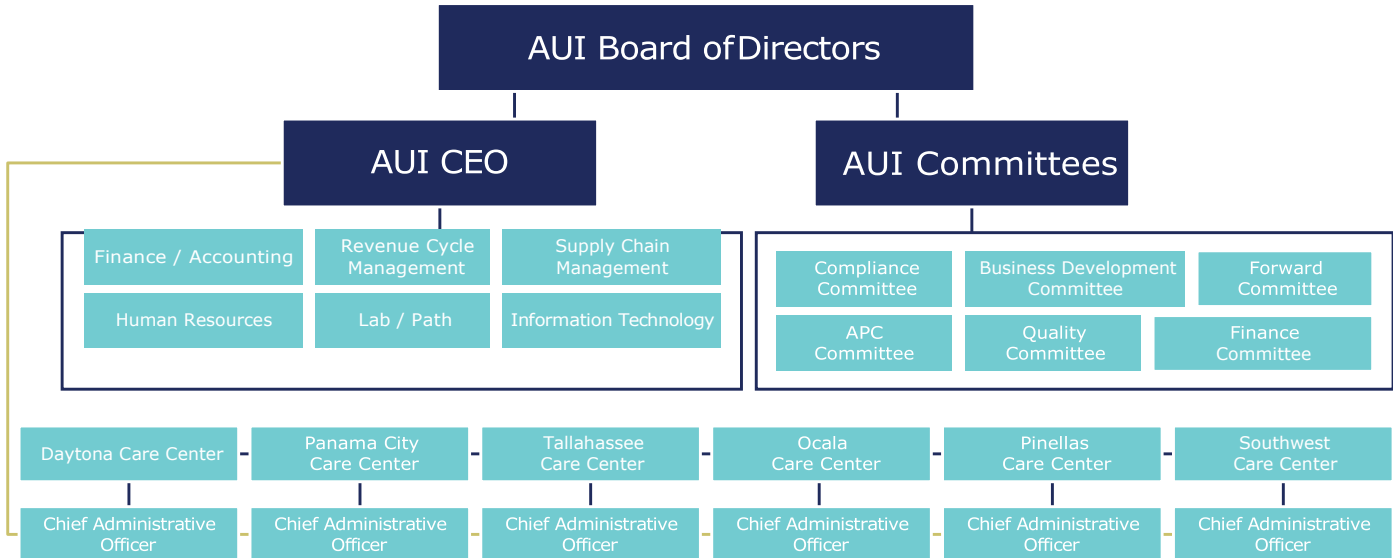 AUI Board of Directors
AUI CEO
AUI Committees
Finance / Accounting
Revenue Cycle
Management
Supply Chain
Management
Human Resources
Lab / Path
Information Technology
Compliance
Committee
Business Development
Committee
Forward
Committee
APC
Committee
Quality
Committee
Finance
Committee
Daytona Care Center
Panama City
Care Center
Tallahassee
Care Center
Ocala
Care Center
Pinellas
Care Center
Southwest
Care Center
Chief Administrative
Officer
Chief Administrative
Officer
Chief Administrative
Officer
Chief Administrative
Officer
Chief Administrative
Officer
Chief Administrative
Officer